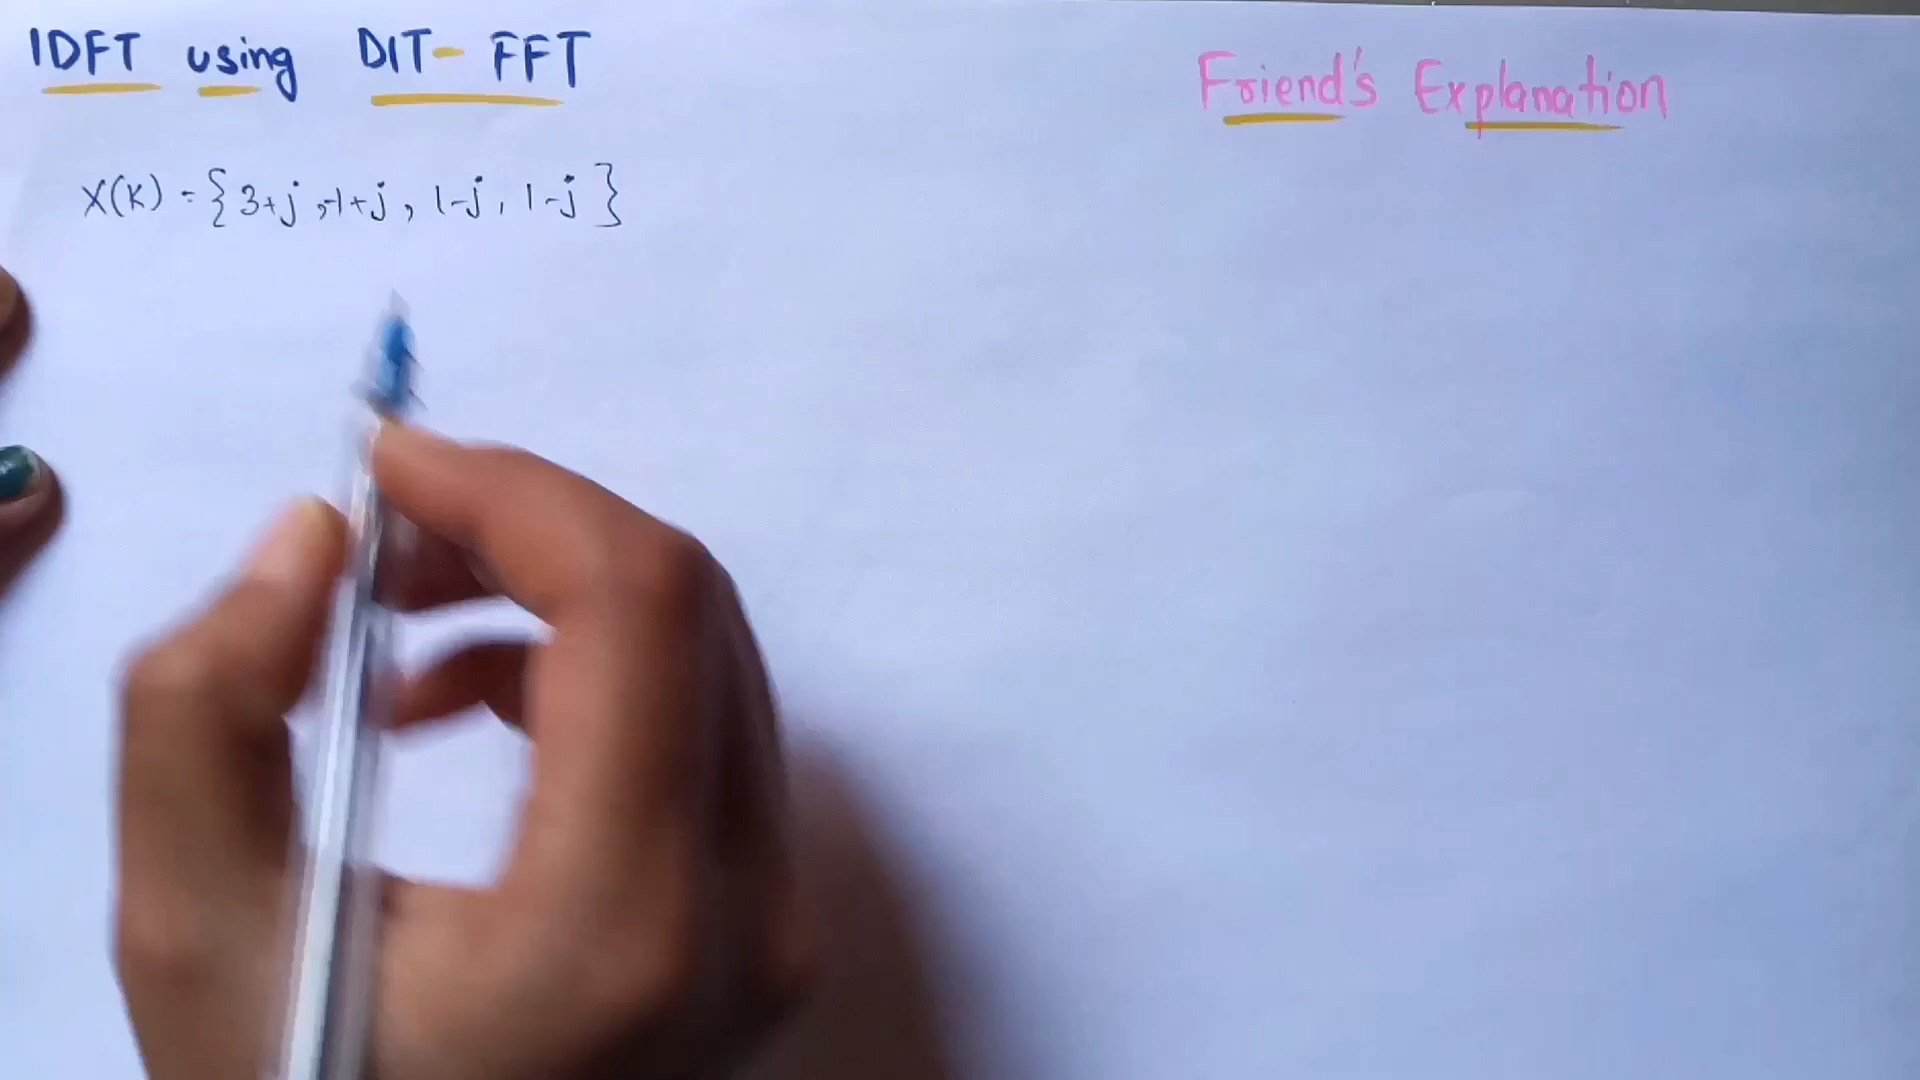 IDFT using DIT- FFT
Friend's Explanation
X(K) = {3+j, -1+j, 1-j, 1-j}